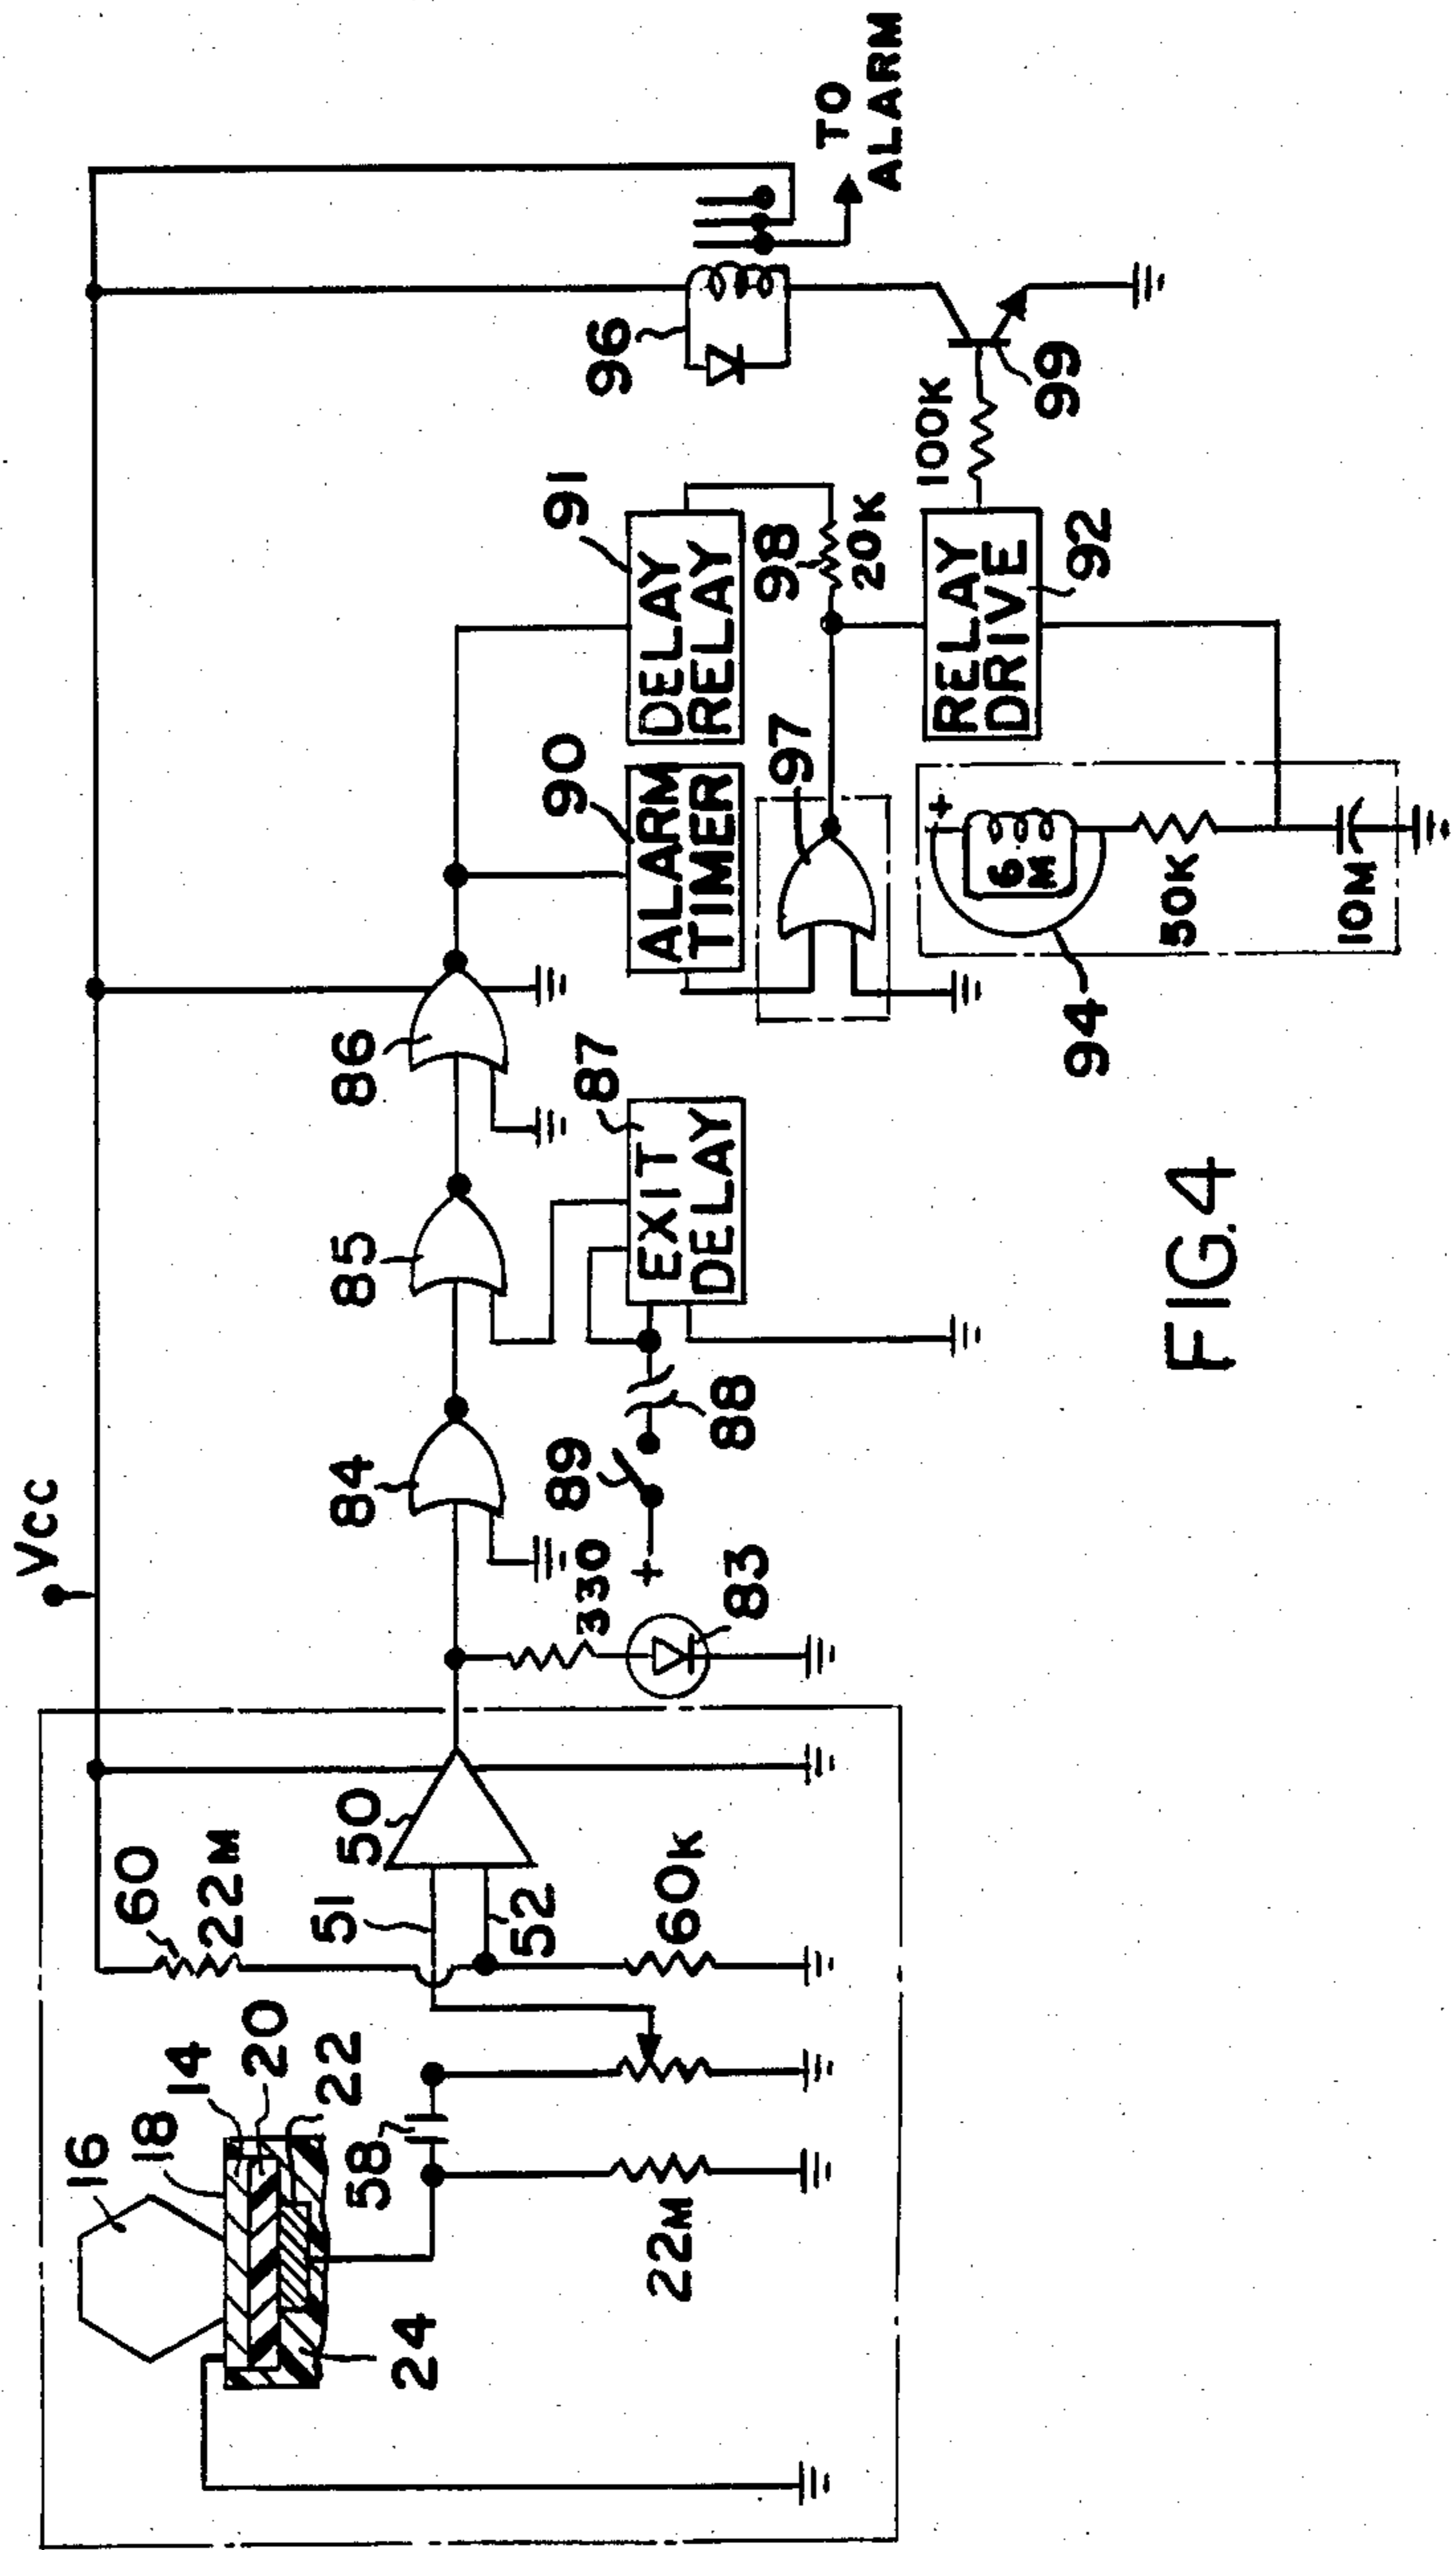 Vcc
60
22M
50
51
52
60K
16
18
14
20
22
58
24
22M
84
85
86
330
83
+
89
88
87
EXIT
DELAY
90
ALARM
TIMER
91
DELAY
RELAY
97
98
20K
RELAY
DRIVE
92
100K
99
96
TO
ALARM
+
6
M
50K
10M
94
FIG.4